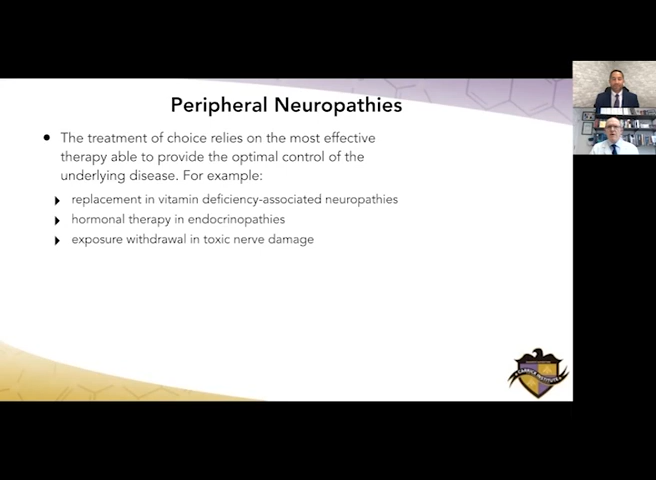 Peripheral Neuropathies
The treatment of choice relies on the most effective
therapy able to provide the optimal control of the
underlying disease. For example:
replacement in vitamin deficiency-associated neuropathies
hormonal therapy in endocrinopathies
exposure withdrawal in toxic nerve damage
CARRICK INSTITUTE